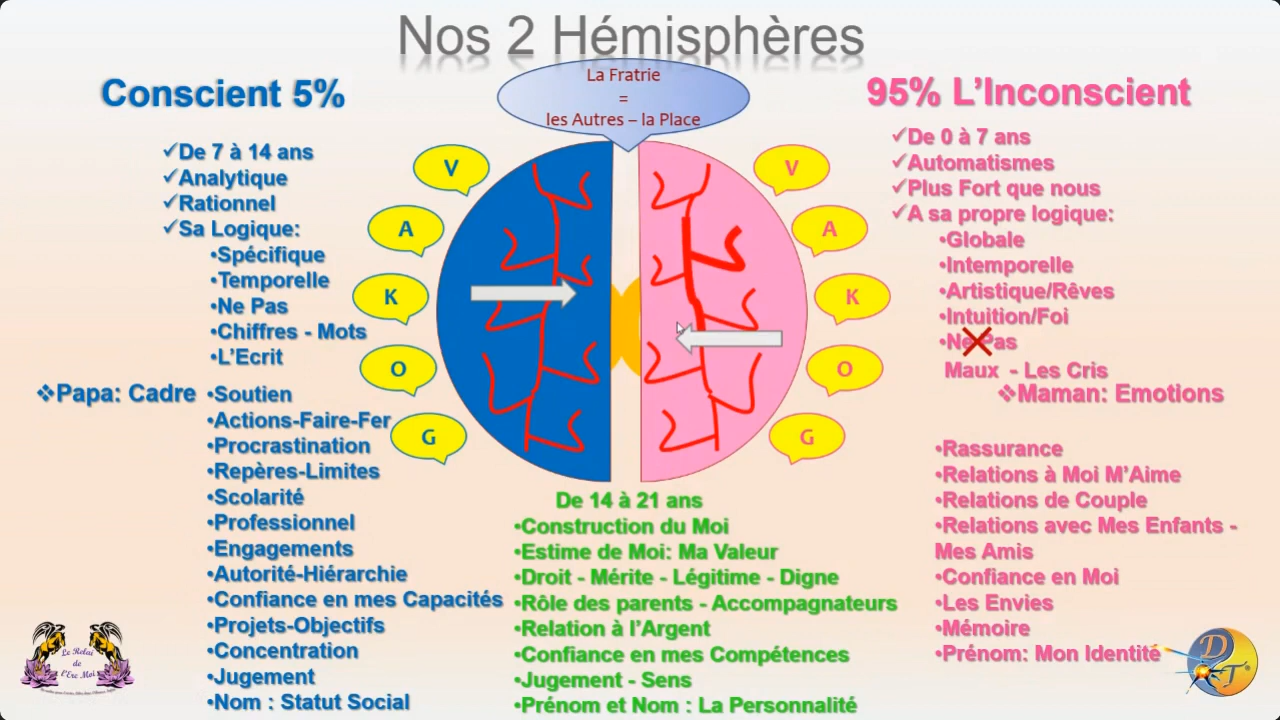 Nos 2 Hémisphères
La Fratrie
=
les Autres – la Place
Conscient 5%
✓De 7 à 14 ans
✓Analytique
✓Rationnel
✓Sa Logique:
•Spécifique
•Temporelle
•Ne Pas
•Chiffres - Mots
•L'Ecrit
❖Papa: Cadre
•Soutien
•Actions-Faire-Fer
•Procrastination
•Repères-Limites
•Scolarité
•Professionnel
•Engagements
•Autorité-Hiérarchie
•Confiance en mes Capacités
•Projets-Objectifs
•Concentration
•Jugement
•Nom : Statut Social
V
A
K
O
G
V
A
K
O
G
De 14 à 21 ans
•Construction du Moi
•Estime de Moi: Ma Valeur
•Droit - Mérite - Légitime - Digne
•Rôle des parents - Accompagnateurs
•Relation à l'Argent
•Confiance en mes Compétences
•Jugement - Sens
•Prénom et Nom : La Personnalité
95% L'Inconscient
✓De 0 à 7 ans
✓Automatismes
✓Plus Fort que nous
✓A sa propre logique:
•Globale
•Intemporelle
•Artistique/Rêves
•Intuition/Foi
•Ne Pas
Maux - Les Cris
❖Maman: Emotions
•Rassurance
•Relations à Moi M'Aime
•Relations de Couple
•Relations avec Mes Enfants -
Mes Amis
•Confiance en Moi
•Les Envies
•Mémoire
•Prénom: Mon Identité
Le Relai
de
l'Ere Moi
D
T®